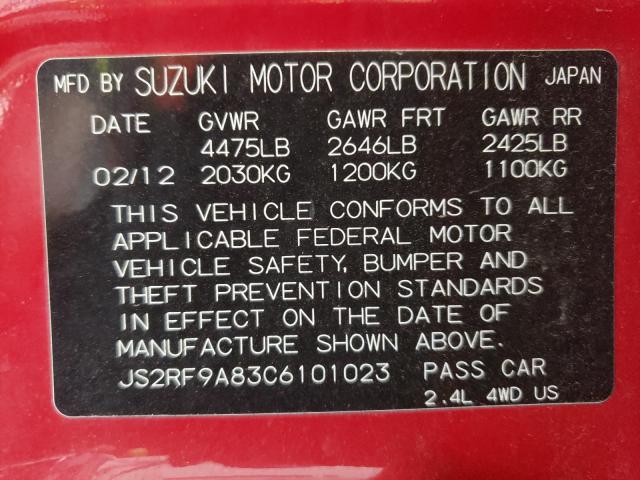 MFD BY SUZUKI MOTOR CORPORATION JAPAN
DATE GVWR GAWR FRT GAWR RR
4475LB 2646LB 2425LB
02/12 2030KG 1200KG 1100KG
THIS VEHICLE CONFORMS TO ALL
APPLICABLE FEDERAL MOTOR
VEHICLE SAFETY, BUMPER AND
THEFT PREVENTION STANDARDS
IN EFFECT ON THE DATE OF
MANUFACTURE SHOWN ABOVE.
JS2RF9A83C6101023 PASS CAR
2.4L 4WD US